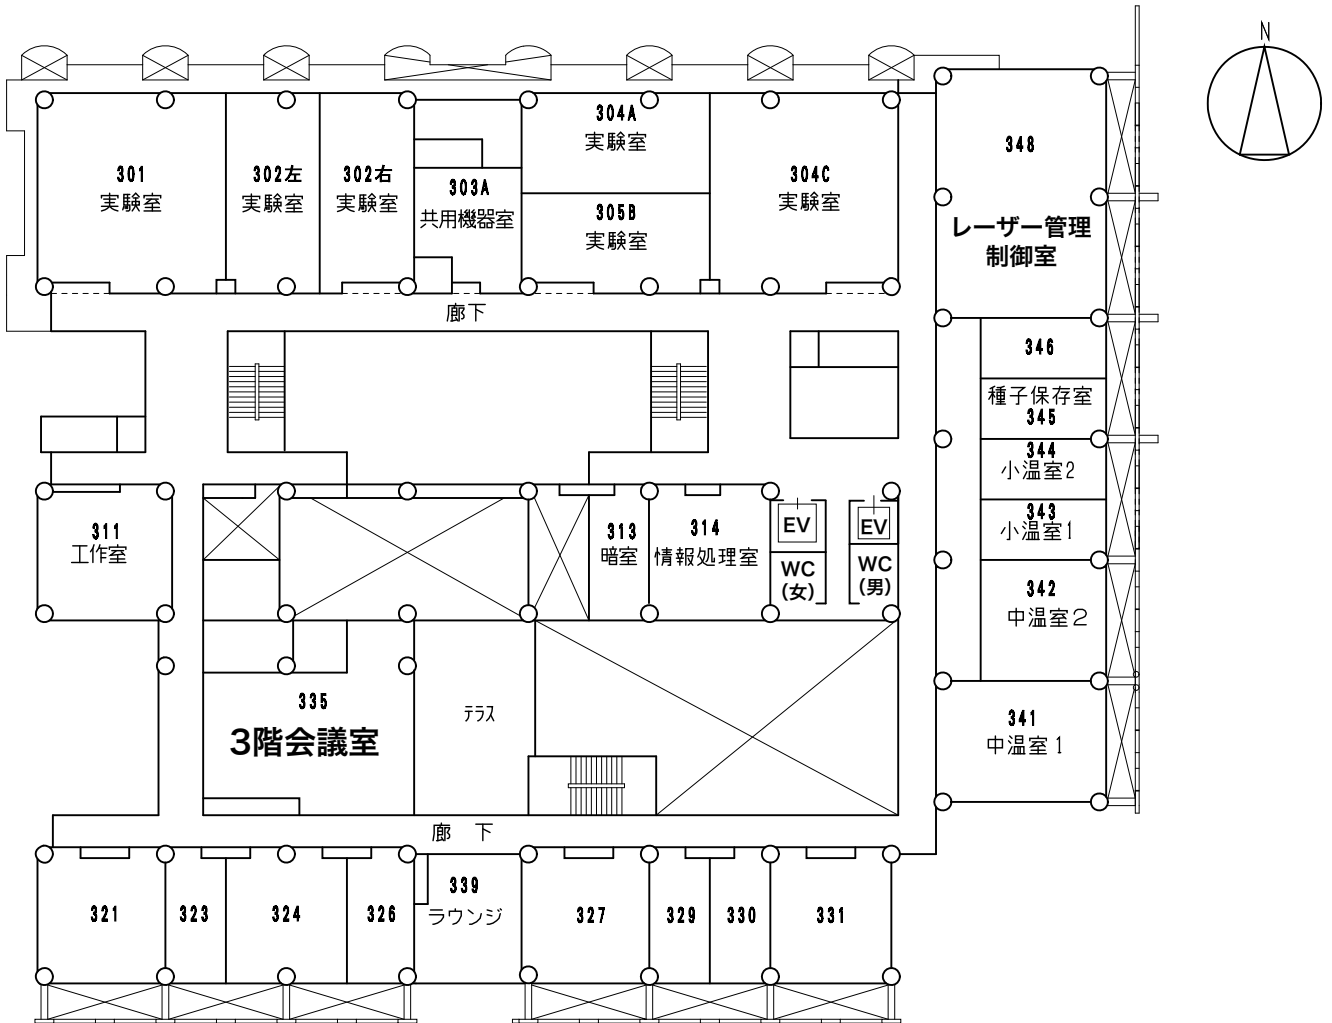 N
304A
実験室
348
301
実験室
302左
実験室
302右
実験室
303A
共用機器室
304C
実験室
305B
実験室
レーザー管理
制御室
廊下
346
種子保存室
345
344
小温室2
343
小温室1
311
工作室
313
暗室
314
情報処理室
EV
EV
WC
(女)
WC
(男)
342
中温室2
335
3階会議室
テラス
341
中温室1
廊 下
321
323
324
326
339
ラウンジ
327
329
330
331